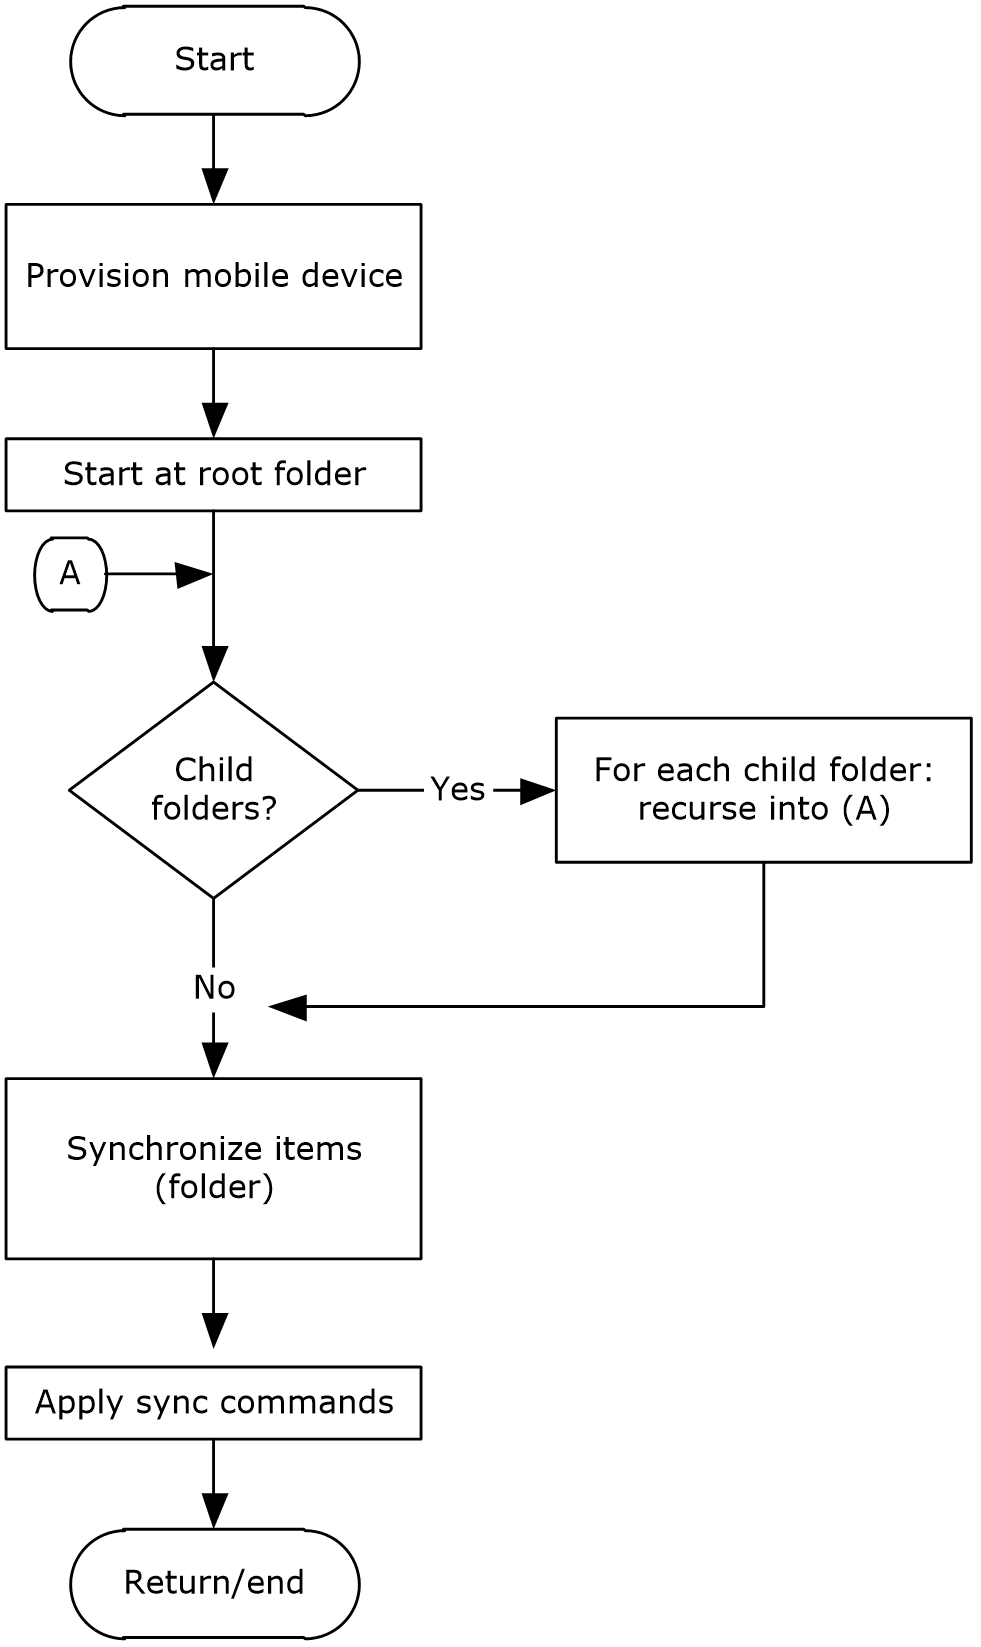 Start
Provision mobile device
Start at root folder
A
Child
folders?
Yes
For each child folder:
recurse into (A)
No
Synchronize items
(folder)
Apply sync commands
Return/end